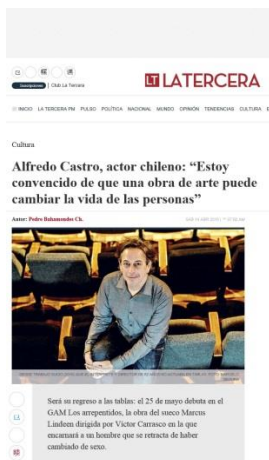 Suscripciones | Club La Tercera
LT LATERCERA
INICIO LA TERCERA PM PULSO POLÍTICA NACIONAL MUNDO OPINIÓN TENDENCIAS CULTURA
Cultura
Alfredo Castro, actor chileno: “Estoy
convencido de que una obra de arte puede
cambiar la vida de las personas”
Autor: Pedro Bahamondes Ch.
Será su regreso a las tablas: el 25 de mayo debuta en el
GAM Los arrepentidos, la obra del sueco Marcus
Lindeen dirigida por Víctor Carrasco en la que
encarnará a un hombre que se retracta de haber
cambiado de sexo.